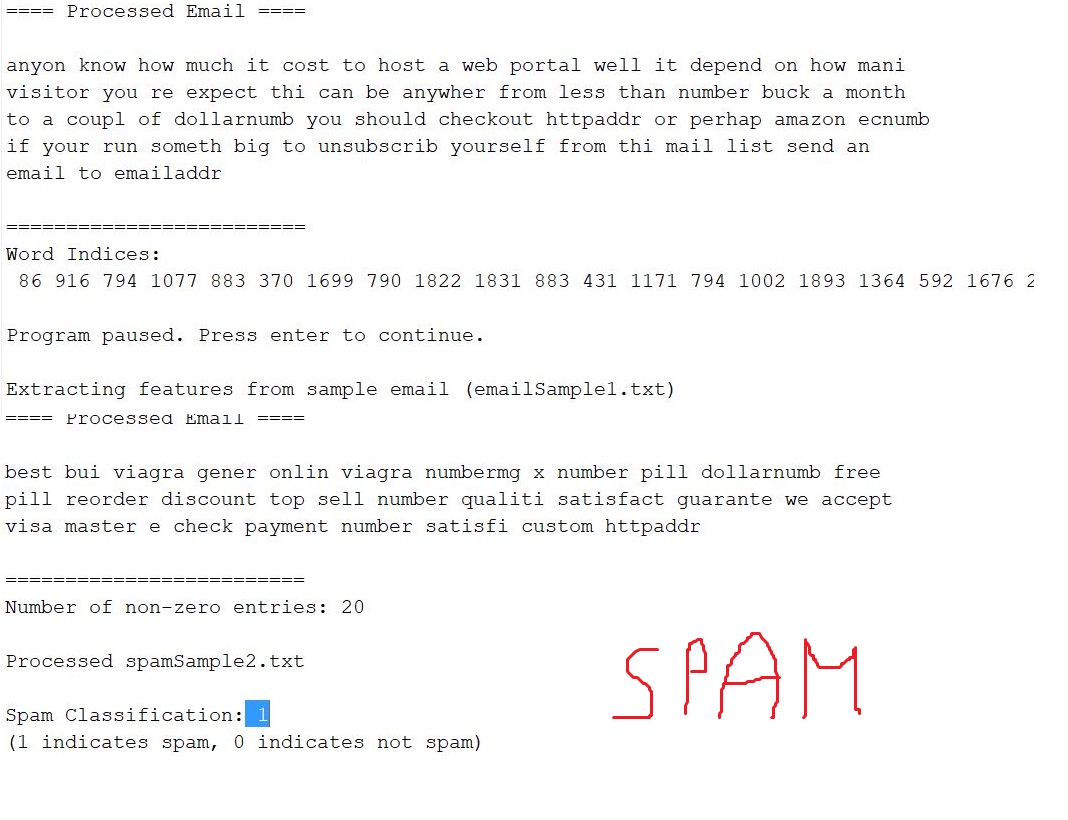 ==== Processed Email ====
anyon know how much it cost to host a web portal well it depend on how mani
visitor you re expect thi can be anywher from less than number buck a month
to a coupl of dollarnumb you should checkout httpaddr or perhap amazon ecnumb
if your run someth big to unsubscrib yourself from thi mail list send an
email to emailaddr
=========================
Word Indices:
86 916 794 1077 883 370 1699 790 1822 1831 883 431 1171 794 1002 1893 1364 592 1676
Program paused. Press enter to continue.
Extracting features from sample email (emailSample1.txt)
==== Processed Email ====
best bui viagra gener onlin viagra numbermg x number pill dollarnumb free
pill reorder discount top sell number qualiti satisfact guarante we accept
visa master e check payment number satisfi custom httpaddr
=========================
Number of non-zero entries: 20
Processed spamSample2.txt
SPAM
Spam Classification: 1
(1 indicates spam, 0 indicates not spam)